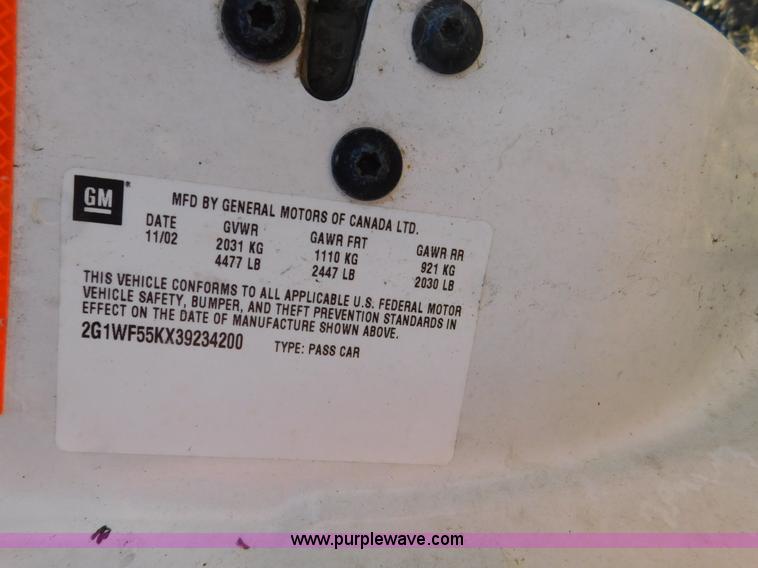 GM
MFD BY GENERAL MOTORS OF CANADA LTD.
DATE GVWR GAWR FRT GAWR RR
11/02 2031 KG 1110 KG 921 KG
4477 LB 2447 LB 2030 LB
THIS VEHICLE CONFORMS TO ALL APPLICABLE U.S. FEDERAL MOTOR
VEHICLE SAFETY, BUMPER, AND THEFT PREVENTION STANDARDS IN
EFFECT ON THE DATE OF MANUFACTURE SHOWN ABOVE.
2G1WF55KX39234200 TYPE: PASS CAR
www.purplewave.com